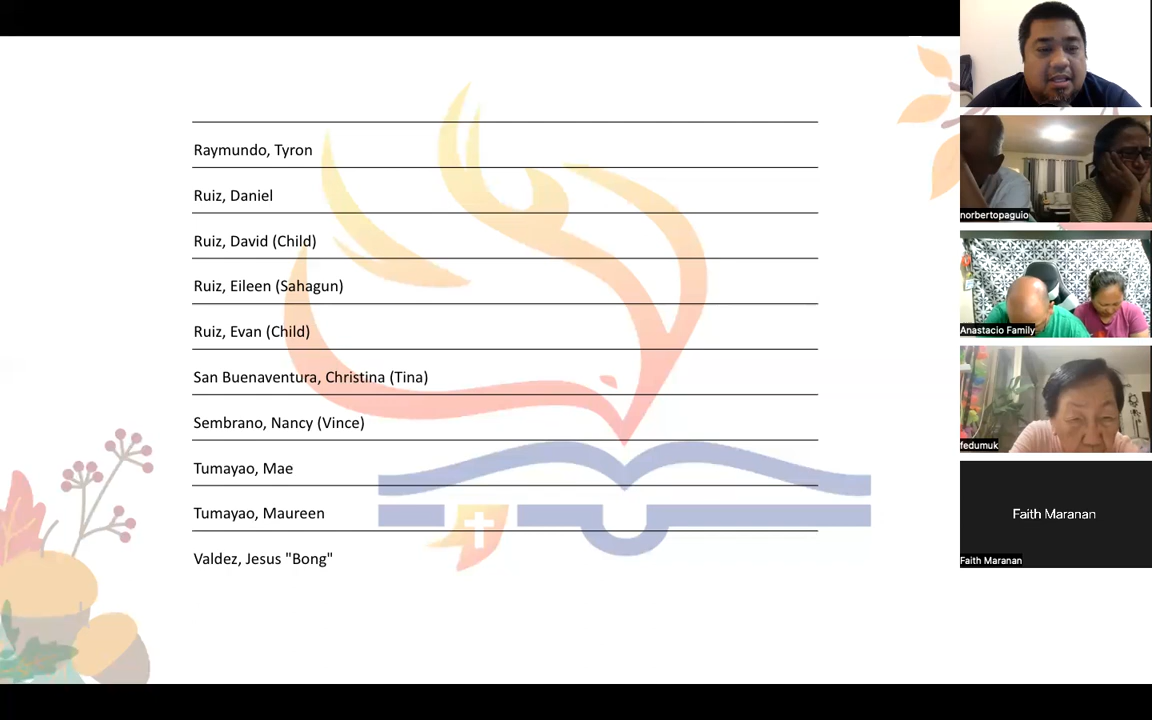 Raymundo, Tyron
Ruiz, Daniel
Ruiz, David (Child)
Ruiz, Eileen (Sahagun)
Ruiz, Evan (Child)
San Buenaventura, Christina (Tina)
Sembrano, Nancy (Vince)
Tumayao, Mae
Tumayao, Maureen
Valdez, Jesus "Bong"
norbertopaguio
Anastacio Family
fedumuk
Faith Maranan
Faith Maranan